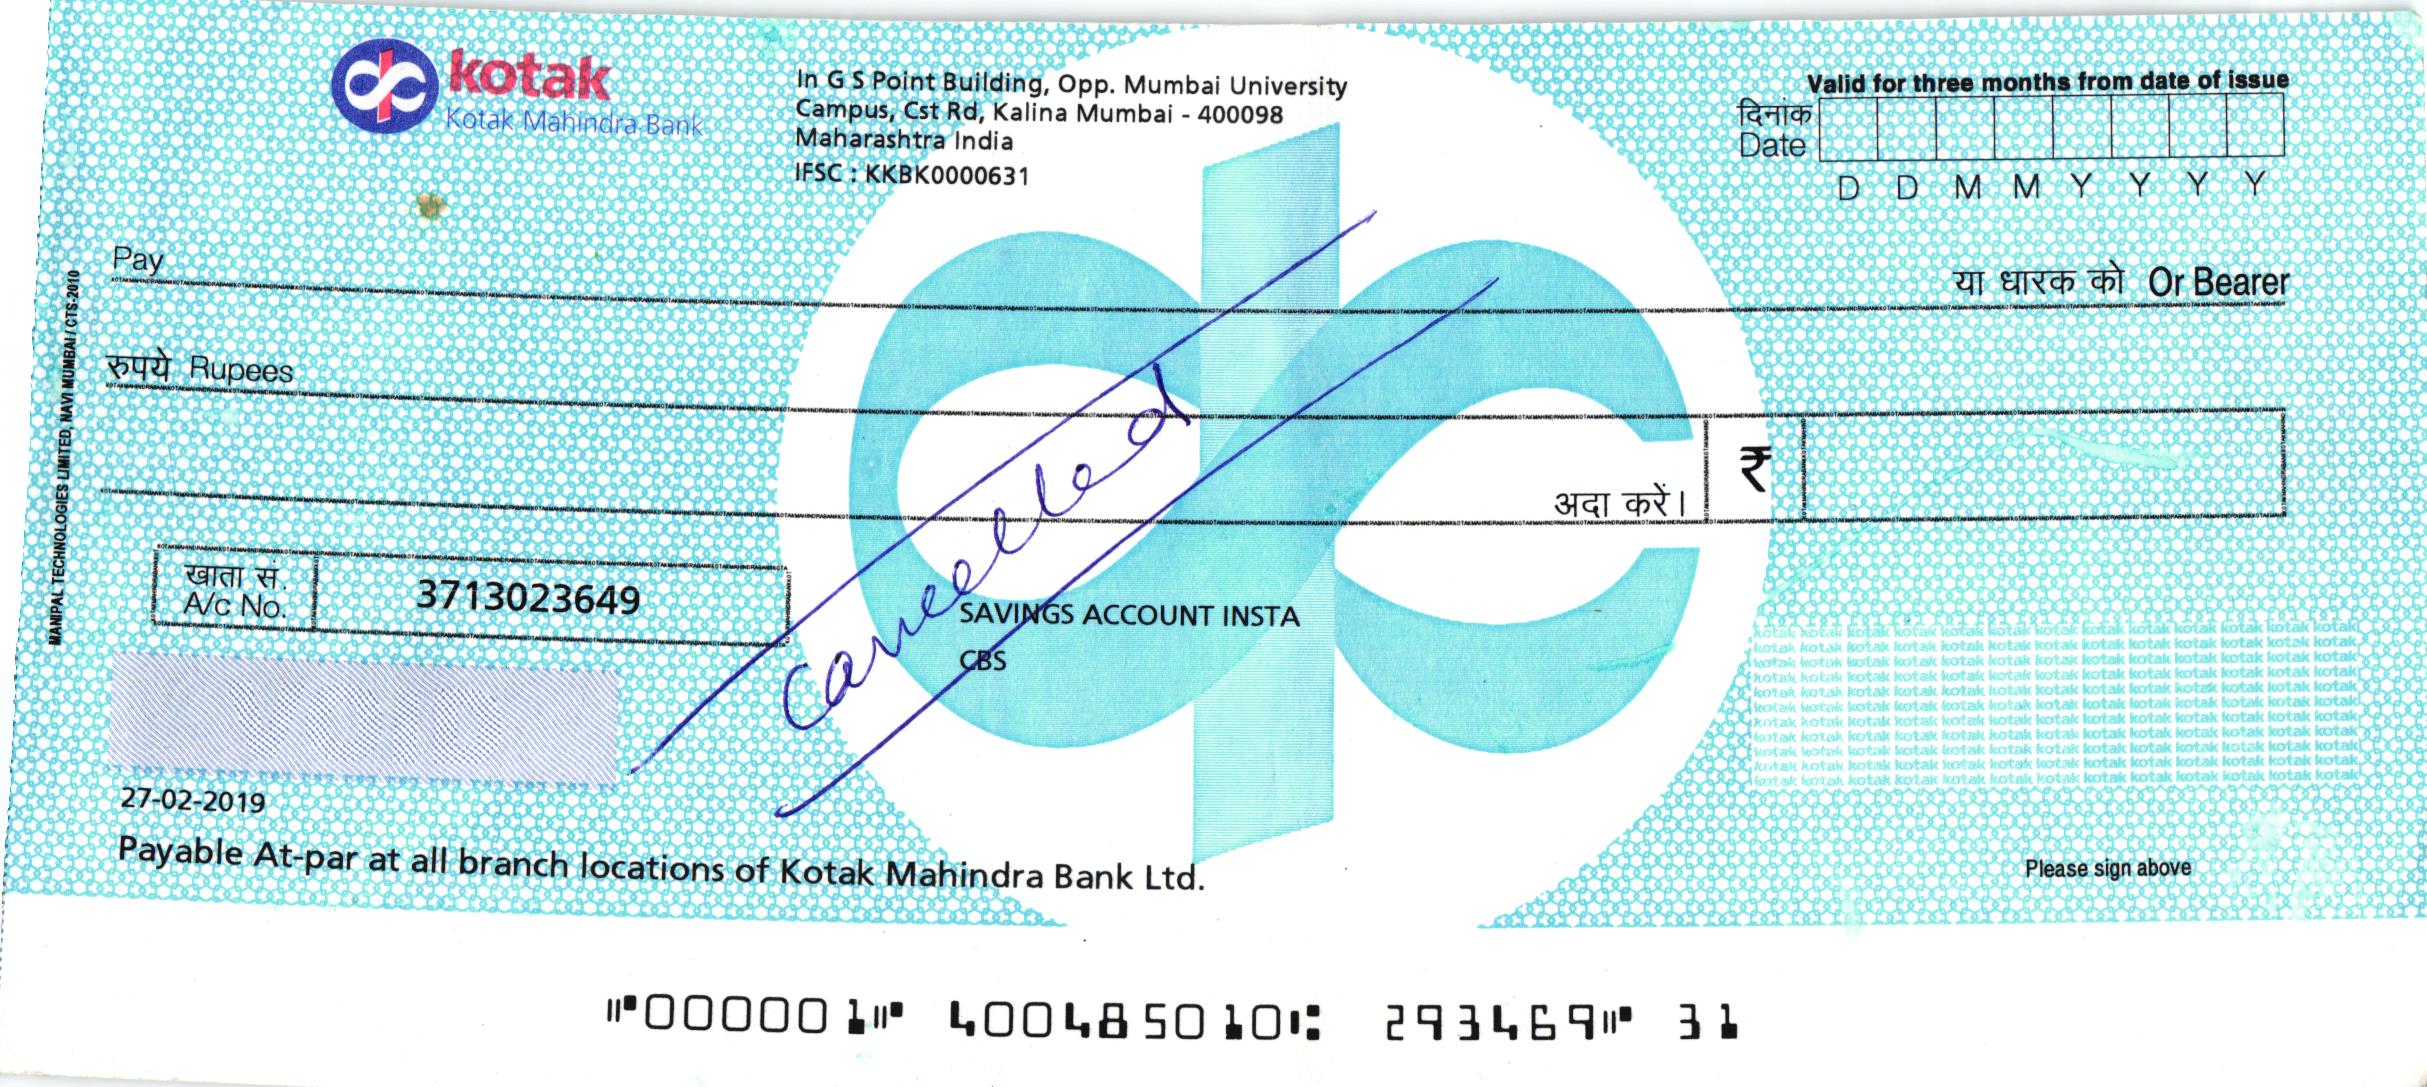 kotak
Kotak Mahindra Bank
In G S Point Building, Opp. Mumbai University
Campus, Cst Rd, Kalina Mumbai - 400098
Maharashtra India
IFSC : KKBK0000631
Valid for three months from date of issue
दिनांक
Date
D D M M Y Y Y Y
Pay
या धारक को Or Bearer
रुपये Rupees
अदा करें। ₹
खाता सं.
A/c No. 3713023649
cancelled
SAVINGS ACCOUNT INSTA
CBS
VOID
27-02-2019
Payable At-par at all branch locations of Kotak Mahindra Bank Ltd.
Please sign above
MANIPAL TECHNOLOGIES LIMITED, NAVI MUMBAI / CTS-2010
⑈000001⑈ 400485010⑆ 293469⑈ 31